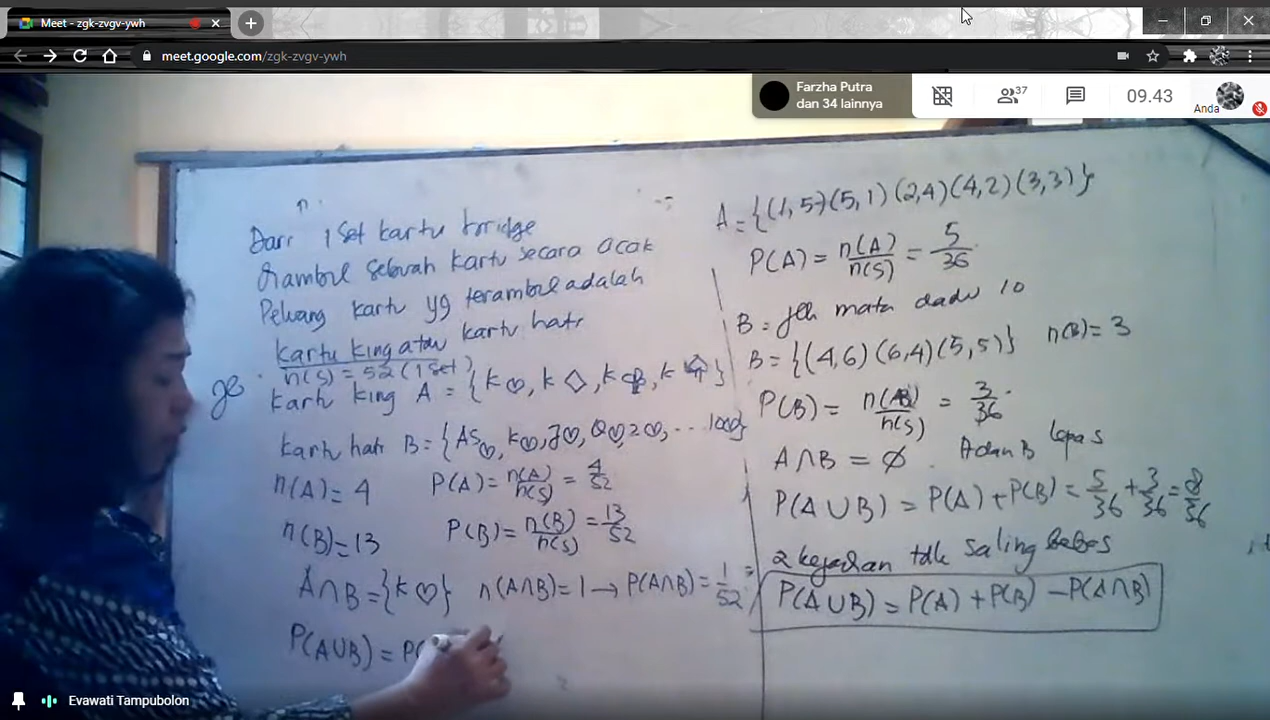 Meet - zgk-zvgv-ywh
meet.google.com/zgk-zvgv-ywh
Farzha Putra
dan 34 lainnya
37
09.43
Anda
Dari 1 set kartu bridge
diambil sebuah kartu secara acak
Peluang kartu yg terambil adalah
kartu king atau kartu hati
n(S) = 52 (1 set)
kartu king A = {K♡, K◇, K♧, K♤}
kartu hati B = {AS♡, K♡, J♡, Q♡, 2♡, ... 10♡}
n(A) = 4 P(A) = n(A)/n(S) = 4/52
n(B) = 13 P(B) = n(B)/n(S) = 13/52
A∩B = {K♡} n(A∩B) = 1 → P(A∩B) = 1/52
P(A∪B) = P(
A = {(1,5)(5,1)(2,4)(4,2)(3,3)}
P(A) = n(A)/n(S) = 5/36
B = jlh mata dadu 10
B = {(4,6)(6,4)(5,5)} n(B) = 3
P(B) = n(B)/n(S) = 3/36
A∩B = ∅ . A dan B lepas
P(A∪B) = P(A) + P(B) = 5/36 + 3/36 = 8/36
2 kejadian tdk saling bebas
P(A∪B) = P(A) + P(B) - P(A∩B)
Evawati Tampubolon